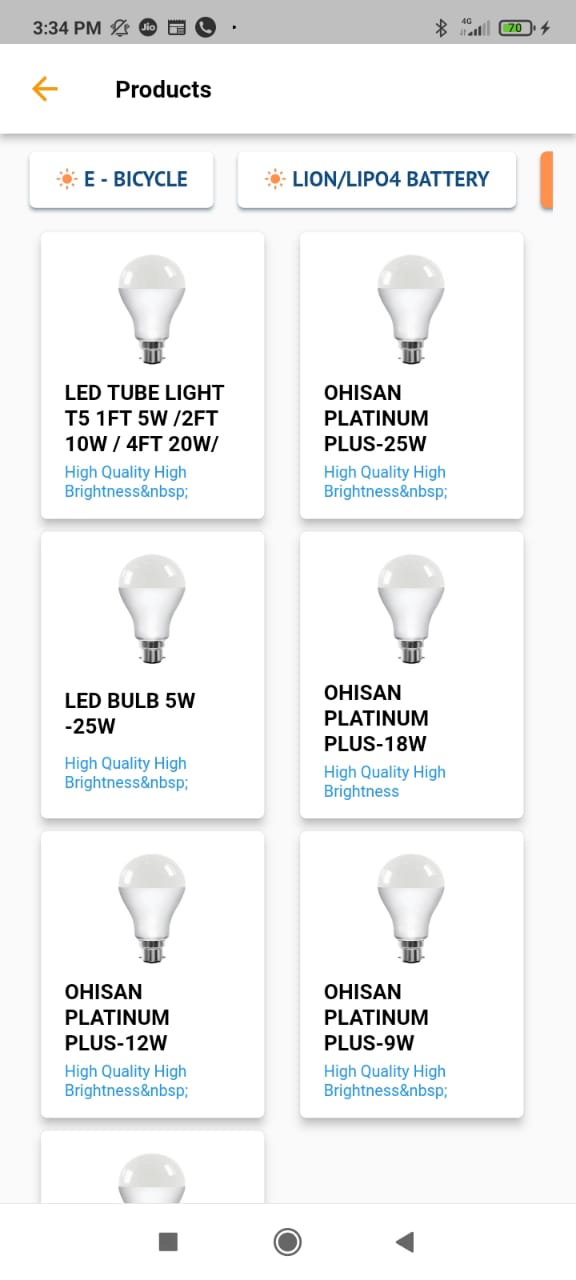 3:34 PM
Jio
4G
70
Products
E - BICYCLE
LION/LIPO4 BATTERY
LED TUBE LIGHT
T5 1FT 5W /2FT
10W / 4FT 20W/
High Quality High
Brightness&nbsp;
OHISAN
PLATINUM
PLUS-25W
High Quality High
Brightness&nbsp;
LED BULB 5W
-25W
High Quality High
Brightness&nbsp;
OHISAN
PLATINUM
PLUS-18W
High Quality High
Brightness
OHISAN
PLATINUM
PLUS-12W
High Quality High
Brightness&nbsp;
OHISAN
PLATINUM
PLUS-9W
High Quality High
Brightness&nbsp;